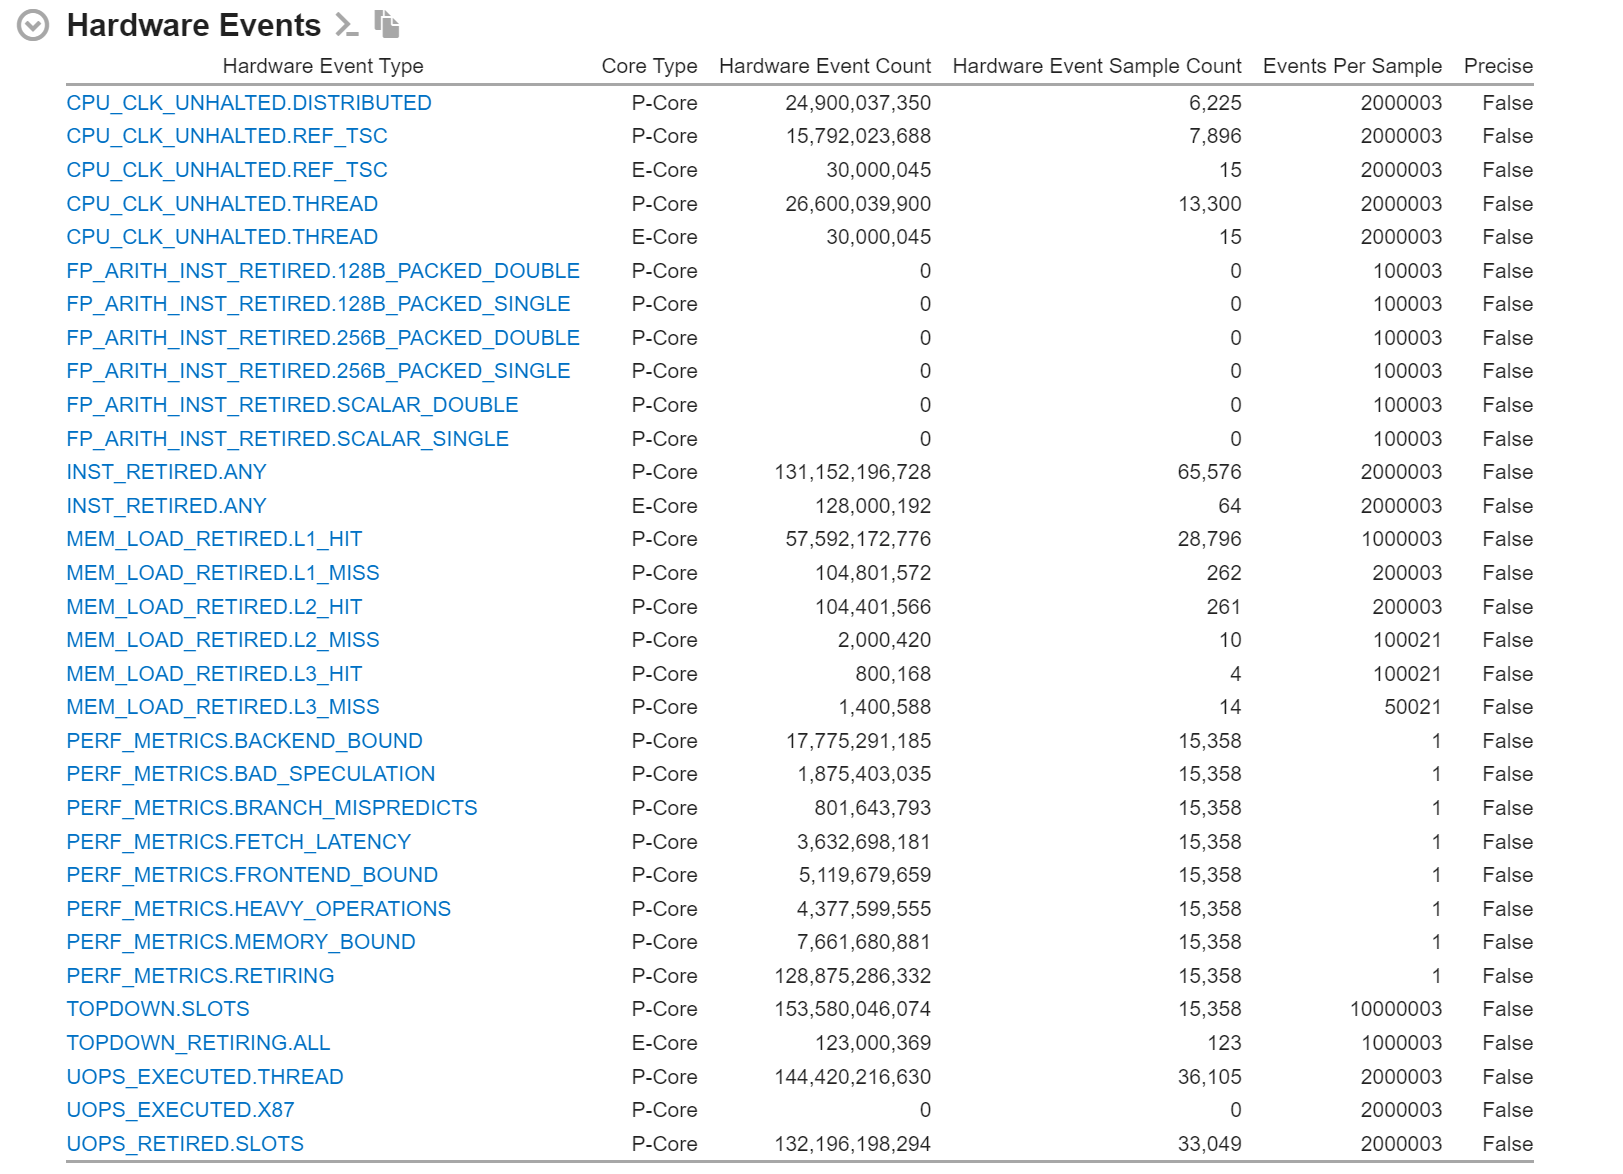 Hardware Events
Hardware Event Type Core Type Hardware Event Count Hardware Event Sample Count Events Per Sample Precise
CPU_CLK_UNHALTED.DISTRIBUTED P-Core 24,900,037,350 6,225 2000003 False
CPU_CLK_UNHALTED.REF_TSC P-Core 15,792,023,688 7,896 2000003 False
CPU_CLK_UNHALTED.REF_TSC E-Core 30,000,045 15 2000003 False
CPU_CLK_UNHALTED.THREAD P-Core 26,600,039,900 13,300 2000003 False
CPU_CLK_UNHALTED.THREAD E-Core 30,000,045 15 2000003 False
FP_ARITH_INST_RETIRED.128B_PACKED_DOUBLE P-Core 0 0 100003 False
FP_ARITH_INST_RETIRED.128B_PACKED_SINGLE P-Core 0 0 100003 False
FP_ARITH_INST_RETIRED.256B_PACKED_DOUBLE P-Core 0 0 100003 False
FP_ARITH_INST_RETIRED.256B_PACKED_SINGLE P-Core 0 0 100003 False
FP_ARITH_INST_RETIRED.SCALAR_DOUBLE P-Core 0 0 100003 False
FP_ARITH_INST_RETIRED.SCALAR_SINGLE P-Core 0 0 100003 False
INST_RETIRED.ANY P-Core 131,152,196,728 65,576 2000003 False
INST_RETIRED.ANY E-Core 128,000,192 64 2000003 False
MEM_LOAD_RETIRED.L1_HIT P-Core 57,592,172,776 28,796 1000003 False
MEM_LOAD_RETIRED.L1_MISS P-Core 104,801,572 262 200003 False
MEM_LOAD_RETIRED.L2_HIT P-Core 104,401,566 261 200003 False
MEM_LOAD_RETIRED.L2_MISS P-Core 2,000,420 10 100021 False
MEM_LOAD_RETIRED.L3_HIT P-Core 800,168 4 100021 False
MEM_LOAD_RETIRED.L3_MISS P-Core 1,400,588 14 50021 False
PERF_METRICS.BACKEND_BOUND P-Core 17,775,291,185 15,358 1 False
PERF_METRICS.BAD_SPECULATION P-Core 1,875,403,035 15,358 1 False
PERF_METRICS.BRANCH_MISPREDICTS P-Core 801,643,793 15,358 1 False
PERF_METRICS.FETCH_LATENCY P-Core 3,632,698,181 15,358 1 False
PERF_METRICS.FRONTEND_BOUND P-Core 5,119,679,659 15,358 1 False
PERF_METRICS.HEAVY_OPERATIONS P-Core 4,377,599,555 15,358 1 False
PERF_METRICS.MEMORY_BOUND P-Core 7,661,680,881 15,358 1 False
PERF_METRICS.RETIRING P-Core 128,875,286,332 15,358 1 False
TOPDOWN.SLOTS P-Core 153,580,046,074 15,358 10000003 False
TOPDOWN_RETIRING.ALL E-Core 123,000,369 123 1000003 False
UOPS_EXECUTED.THREAD P-Core 144,420,216,630 36,105 2000003 False
UOPS_EXECUTED.X87 P-Core 0 0 2000003 False
UOPS_RETIRED.SLOTS P-Core 132,196,198,294 33,049 2000003 False